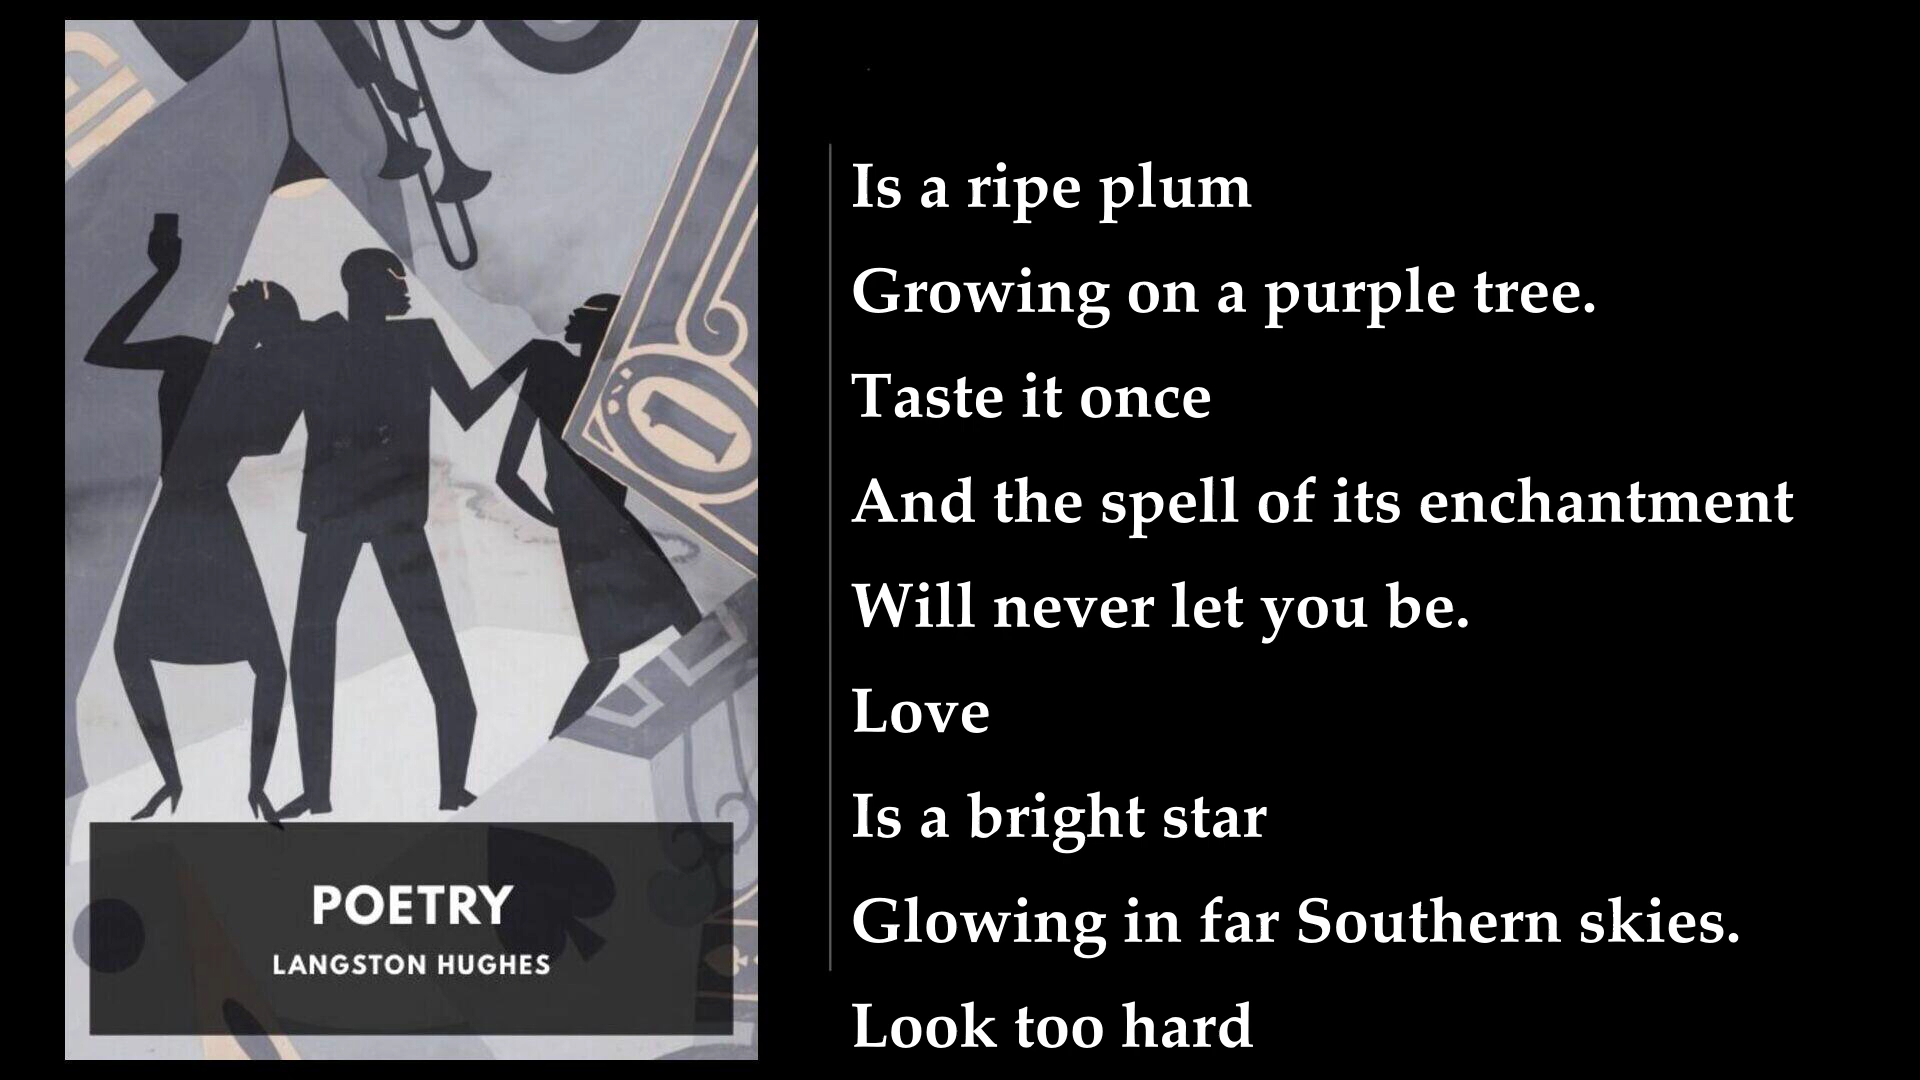 POETRY
LANGSTON HUGHES
Is a ripe plum
Growing on a purple tree.
Taste it once
And the spell of its enchantment
Will never let you be.
Love
Is a bright star
Glowing in far Southern skies.
Look too hard